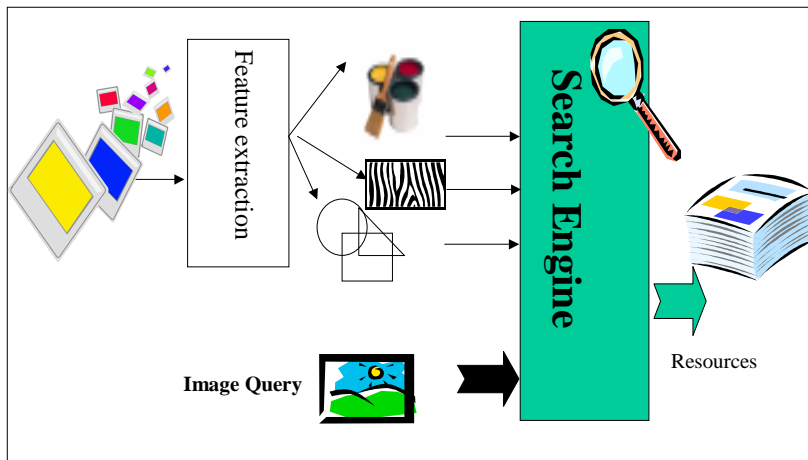 Feature extraction
Search Engine
Image Query
Resources